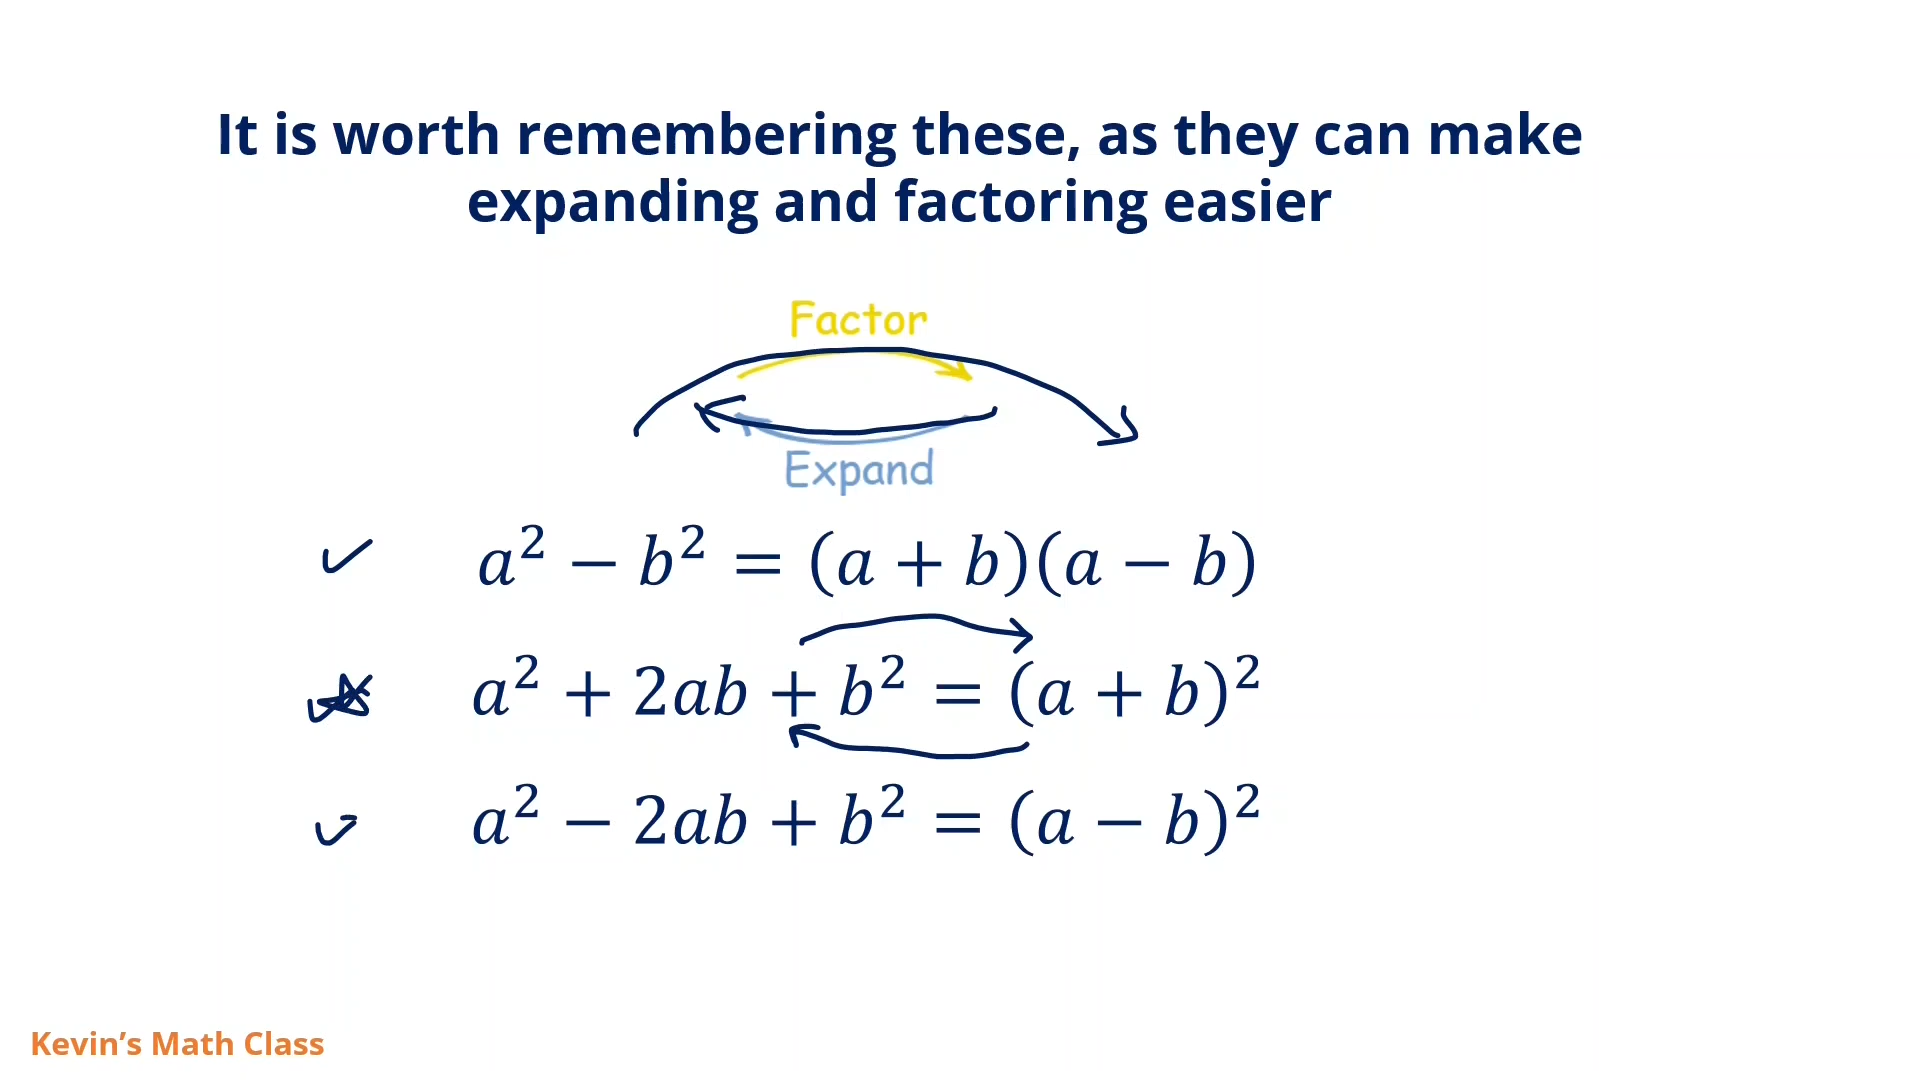 It is worth remembering these, as they can make
expanding and factoring easier
Factor
Expand
a² − b² = (a + b)(a − b)
a² + 2ab + b² = (a + b)²
a² − 2ab + b² = (a − b)²
Kevin’s Math Class